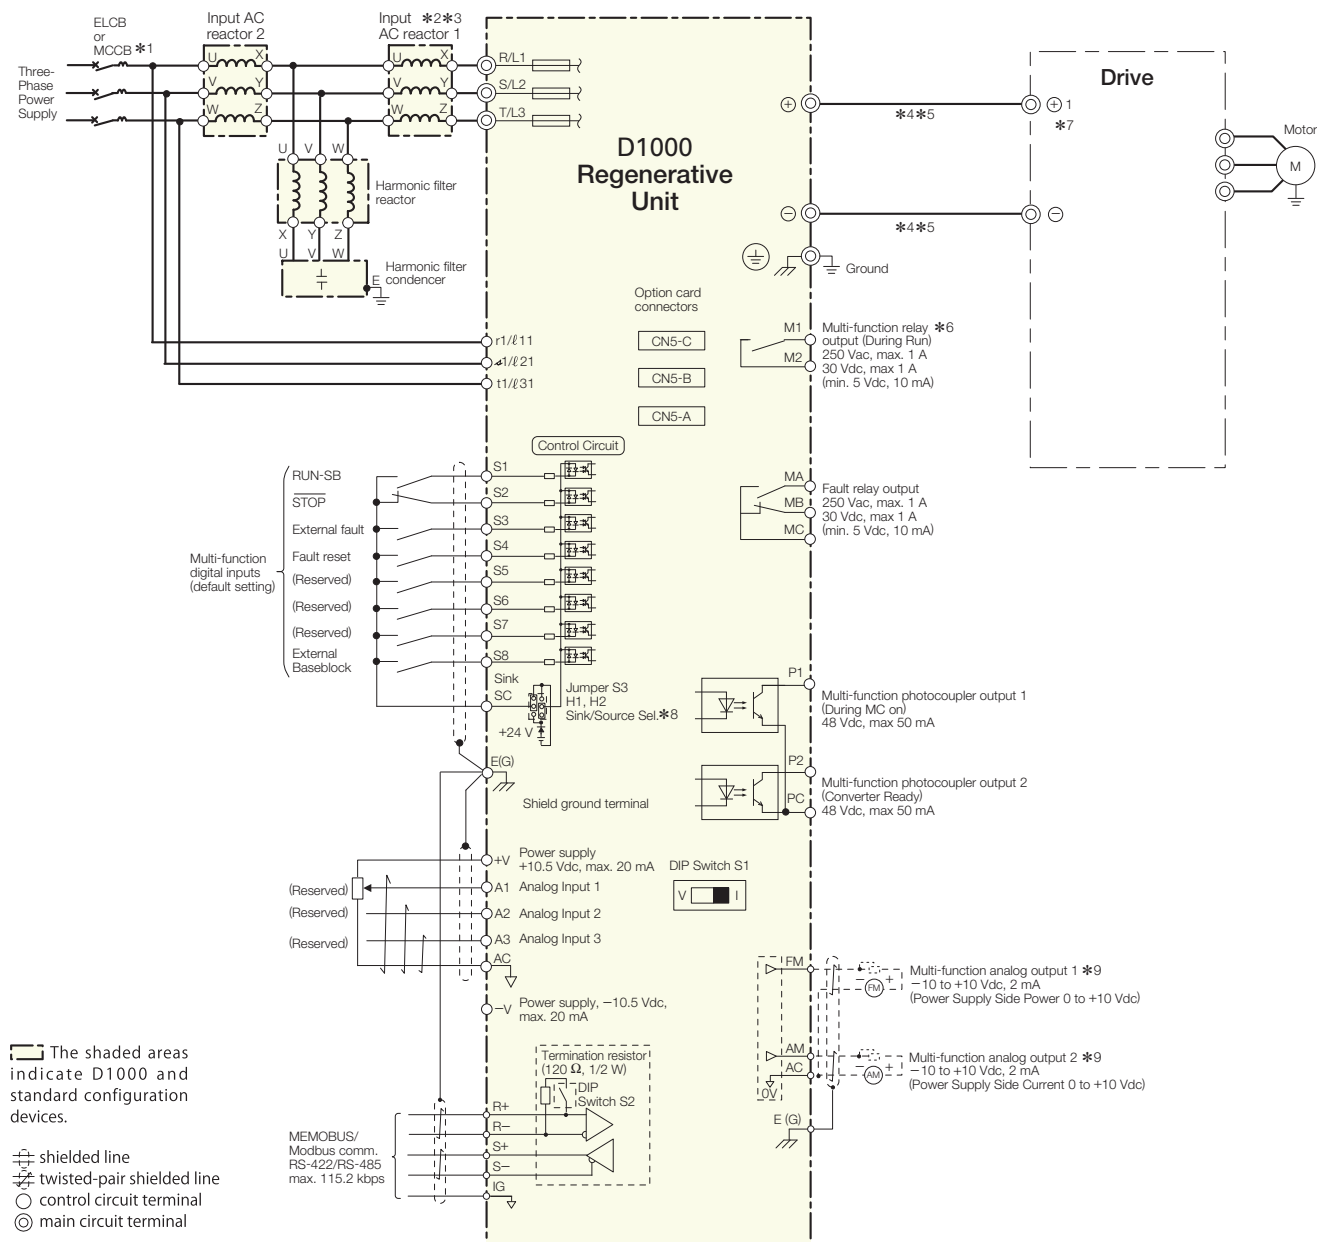 ELCB
or
MCCB *1
Input AC
reactor 2
Input *2*3
AC reactor 1
Three-
Phase
Power
Supply
U X
V Y
W Z
U X
V Y
W Z
R/L1
S/L2
T/L3
U V W
Harmonic filter
reactor
X Y Z
U V W
Harmonic filter
condencer
E
D1000
Regenerative
Unit
+
*4*5
+ 1
*7
Drive
Motor
M
−
*4*5
−
Ground
Option card
connectors
CN5-C
CN5-B
CN5-A
r1/ℓ11
1/ℓ21
t1/ℓ31
M1
M2
Multi-function relay *6
output (During Run)
250 Vac, max. 1 A
30 Vdc, max 1 A
(min. 5 Vdc, 10 mA)
Control Circuit
Multi-function
digital inputs
(default setting)
RUN-SB
STOP
External fault
Fault reset
(Reserved)
(Reserved)
(Reserved)
External
Baseblock
S1
S2
S3
S4
S5
S6
S7
S8
Sink
SC
+24 V
Jumper S3
H1, H2
Sink/Source Sel.*8
MA
MB
MC
Fault relay output
250 Vac, max. 1 A
30 Vdc, max 1 A
(min. 5 Vdc, 10 mA)
P1
Multi-function photocoupler output 1
(During MC on)
48 Vdc, max 50 mA
P2
PC
Multi-function photocoupler output 2
(Converter Ready)
48 Vdc, max 50 mA
E(G)
Shield ground terminal
+V Power supply
+10.5 Vdc, max. 20 mA
(Reserved) A1 Analog Input 1
(Reserved) A2 Analog Input 2
(Reserved) A3 Analog Input 3
AC
−V Power supply, −10.5 Vdc,
max. 20 mA
DIP Switch S1
V I
FM
− +
FM
Multi-function analog output 1 *9
−10 to +10 Vdc, 2 mA
(Power Supply Side Power 0 to +10 Vdc)
AM
AC
0V
− +
AM
Multi-function analog output 2 *9
−10 to +10 Vdc, 2 mA
(Power Supply Side Current 0 to +10 Vdc)
E (G)
Termination resistor
(120 Ω, 1/2 W)
DIP
Switch S2
MEMOBUS/
Modbus comm.
RS-422/RS-485
max. 115.2 kbps
R+
R−
S+
S−
IG
The shaded areas
indicate D1000 and
standard configuration
devices.
shielded line
twisted-pair shielded line
control circuit terminal
main circuit terminal